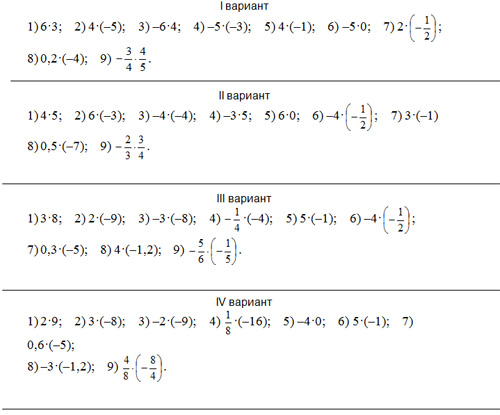 I вариант
1) 6·3; 2) 4·(–5); 3) –6·4; 4) –5·(–3); 5) 4·(–1); 6) –5·0; 7) 2·(–1/2);
8) 0,2·(–4); 9) –3/4·4/5.
II вариант
1) 4·5; 2) 6·(–3); 3) –4·(–4); 4) –3·5; 5) 6·0; 6) –4·(–1/2); 7) 3·(–1)
8) 0,5·(–7); 9) –2/3·3/4.
III вариант
1) 3·8; 2) 2·(–9); 3) –3·(–8); 4) –1/4·(–4); 5) 5·(–1); 6) –4·(–1/2);
7) 0,3·(–5); 8) 4·(–1,2); 9) –5/6·(–1/5).
IV вариант
1) 2·9; 2) 3·(–8); 3) –2·(–9); 4) 1/8·(–16); 5) –4·0; 6) 5·(–1); 7)
0,6·(–5);
8) –3·(–1,2); 9) 4/8·(–8/4).